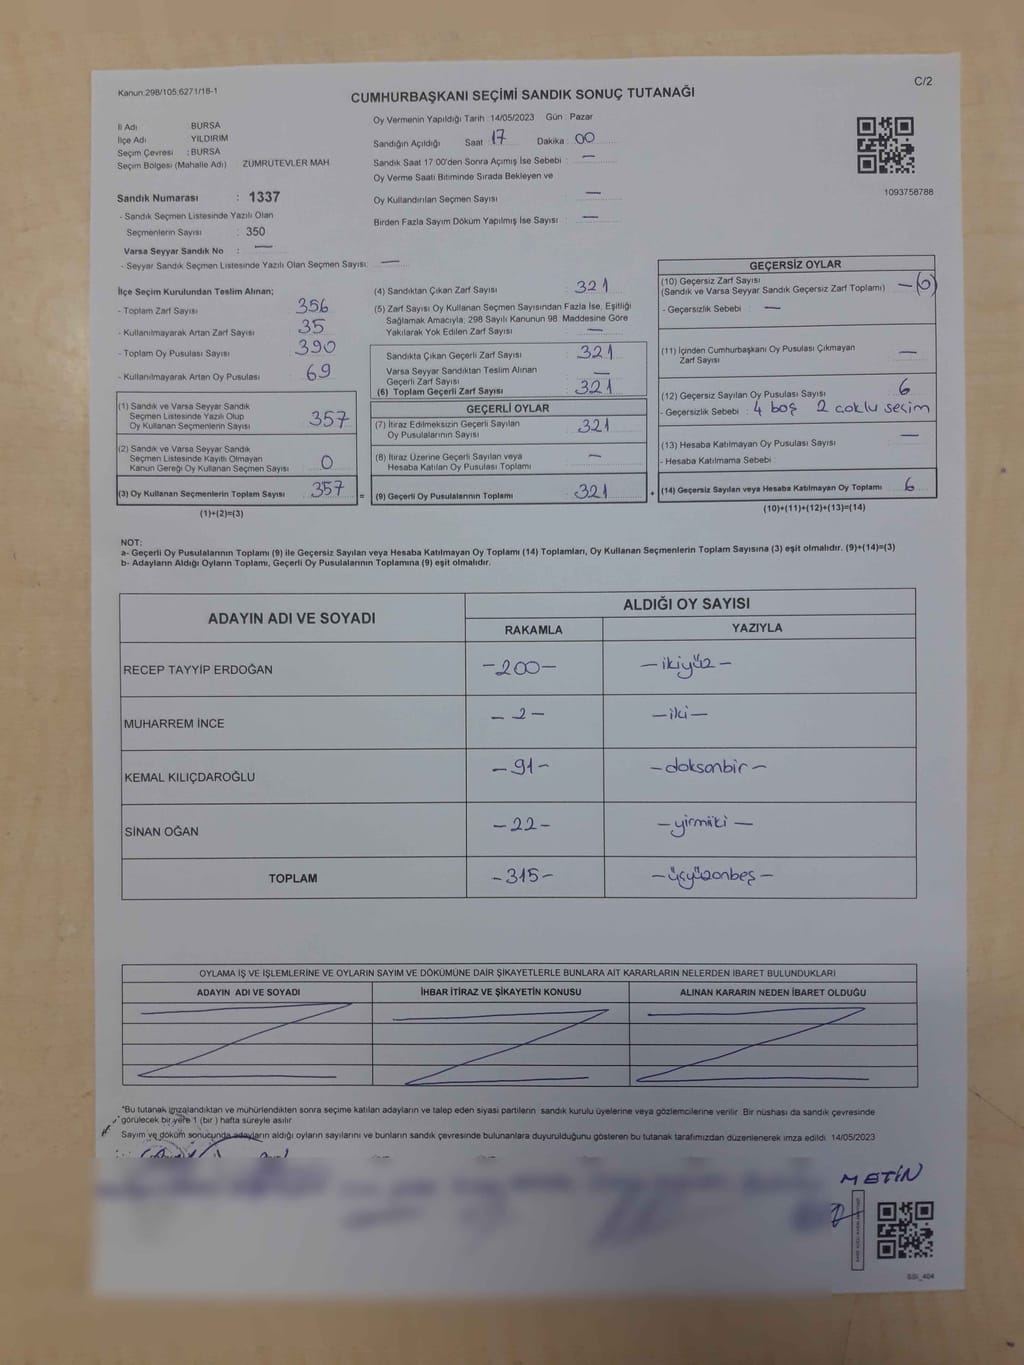 C/2
Kanun:298/105.6271/18-1
CUMHURBAŞKANI SEÇİMİ SANDIK SONUÇ TUTANAĞI
İl Adı BURSA
İlçe Adı YILDIRIM
Seçim Çevresi : BURSA
Seçim Bölgesi (Mahalle Adı) ZÜMRÜTEVLER MAH.
Oy Vermenin Yapıldığı Tarih : 14/05/2023 Gün : Pazar
Sandığın Açıldığı Saat : 17 Dakika : 00
Sandık Saat 17:00'den Sonra Açımış İse Sebebi : —
Oy Verme Saati Bitiminde Sırada Bekleyen ve
Oy Kullandırılan Seçmen Sayısı —
Birden Fazla Sayım Döküm Yapılmış İse Sayısı : —
1093758788
Sandık Numarası : 1337
- Sandık Seçmen Listesinde Yazılı Olan
Seçmenlerin Sayısı : 350
Varsa Seyyar Sandık No : —
- Seyyar Sandık Seçmen Listesinde Yazılı Olan Seçmen Sayısı: —
İlçe Seçim Kurulundan Teslim Alınan;
- Toplam Zarf Sayısı : 356
- Kullanılmayarak Artan Zarf Sayısı : 35
- Toplam Oy Pusulası Sayısı : 390
- Kullanılmayarak Artan Oy Pusulası : 69
(1) Sandık ve Varsa Seyyar Sandık
Seçmen Listesinde Yazılı Olup
Oy Kullanan Seçmenlerin Sayısı 357
(2) Sandık ve Varsa Seyyar Sandık
Seçmen Listesinde Kayıtlı Olmayan
Kanun Gereği Oy Kullanan Seçmen Sayısı 0
(3) Oy Kullanan Seçmenlerin Toplam Sayısı 357 =
(1)+(2)=(3)
(4) Sandıktan Çıkan Zarf Sayısı : 321
(5) Zarf Sayısı Oy Kullanan Seçmen Sayısından Fazla İse, Eşitliği
Sağlamak Amacıyla, 298 Sayılı Kanunun 98. Maddesine Göre
Yakılarak Yok Edilen Zarf Sayısı : —
Sandıkta Çıkan Geçerli Zarf Sayısı : 321
Varsa Seyyar Sandıktan Teslim Alınan
Geçerli Zarf Sayısı : —
(6) Toplam Geçerli Zarf Sayısı : 321
GEÇERLİ OYLAR
(7) İtiraz Edilmeksizin Geçerli Sayılan
Oy Pusulalarının Sayısı : 321
(8) İtiraz Üzerine Geçerli Sayılan veya
Hesaba Katılan Oy Pusulası Toplamı : —
(9) Geçerli Oy Pusulalarının Toplamı : 321 +
GEÇERSİZ OYLAR
(10) Geçersiz Zarf Sayısı
(Sandık ve Varsa Seyyar Sandık Geçersiz Zarf Toplamı) : — (0)
- Geçersizlik Sebebi : —
(11) İçinden Cumhurbaşkanı Oy Pusulası Çıkmayan
Zarf Sayısı : —
(12) Geçersiz Sayılan Oy Pusulası Sayısı : 6
- Geçersizlik Sebebi : 4 boş 2 coklu seçim
(13) Hesaba Katılmayan Oy Pusulası Sayısı : —
- Hesaba Katılmama Sebebi :
(14) Geçersiz Sayılan veya Hesaba Katılmayan Oy Toplamı : 6
(10)+(11)+(12)+(13)=(14)
NOT:
a- Geçerli Oy Pusulalarının Toplamı (9) ile Geçersiz Sayılan veya Hesaba Katılmayan Oy Toplamı (14) Toplamları, Oy Kullanan Seçmenlerin Toplam Sayısına (3) eşit olmalıdır. (9)+(14)=(3)
b- Adayların Aldığı Oyların Toplamı, Geçerli Oy Pusulalarının Toplamına (9) eşit olmalıdır.
ADAYIN ADI VE SOYADI ALDIĞI OY SAYISI
RAKAMLA YAZIYLA
RECEP TAYYİP ERDOĞAN -200- -ikiyüz-
MUHARREM İNCE -2- -iki-
KEMAL KILIÇDAROĞLU -91- -doksanbir-
SİNAN OĞAN -22- -yirmiiki-
TOPLAM -315- -üçyüzonbeş-
OYLAMA İŞ VE İŞLEMLERİNE VE OYLARIN SAYIM VE DÖKÜMÜNE DAİR ŞİKAYETLERLE BUNLARA AİT KARARLARIN NELERDEN İBARET BULUNDUKLARI
ADAYIN ADI VE SOYADI İHBAR İTİRAZ VE ŞİKAYETİN KONUSU ALINAN KARARIN NEDEN İBARET OLDUĞU
*Bu tutanak imzalandıktan ve mühürlendikten sonra seçime katılan adayların ve talep eden siyasi partilerin sandık kurulu üyelerine veya gözlemcilerine verilir. Bir nüshası da sandık çevresinde
görülecek bir yere 1 (bir) hafta süreyle asılır.
Sayım ve döküm sonucunda adayların aldığı oyların sayılarını ve bunların sandık çevresinde bulunanlara duyurulduğunu gösteren bu tutanak tarafımızdan düzenlenerek imza edildi. 14/05/2023
METİN
SSI_404